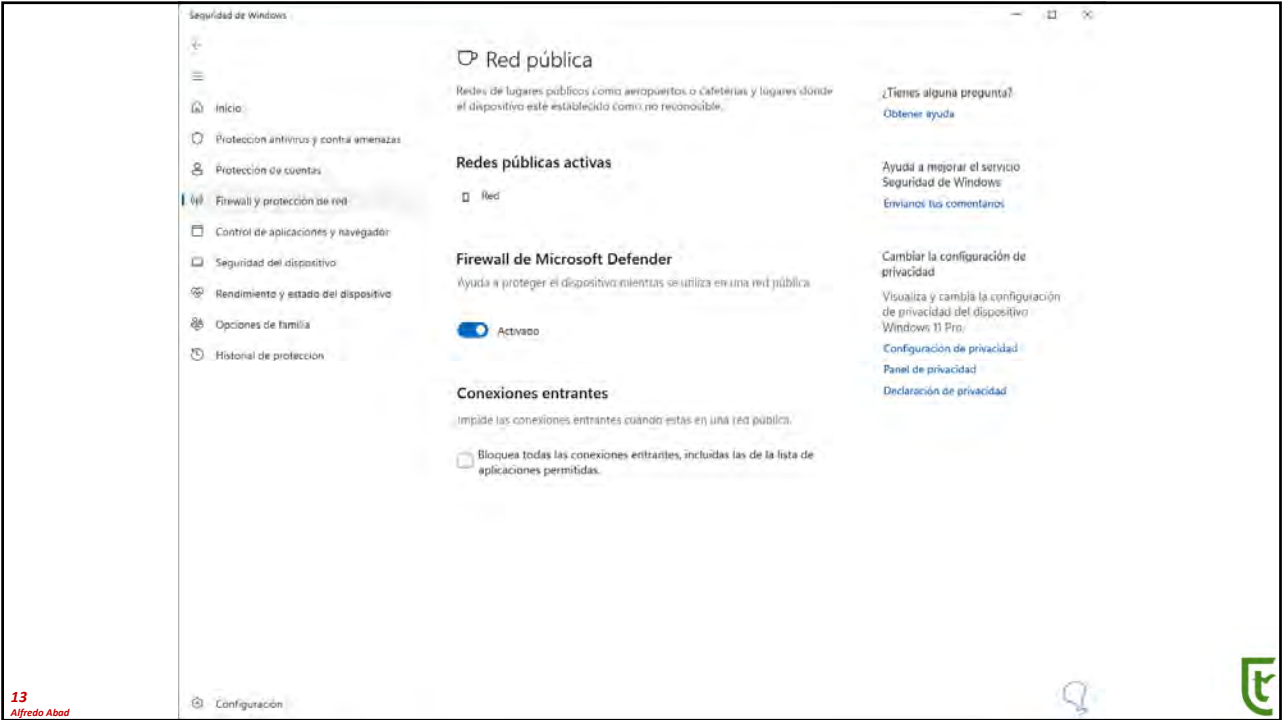 Seguridad de Windows
Inicio
Protección antivirus y contra amenazas
Protección de cuentas
Firewall y protección de red
Control de aplicaciones y navegador
Seguridad del dispositivo
Rendimiento y estado del dispositivo
Opciones de familia
Historial de protección
Configuración
Red pública
Redes de lugares públicos como aeropuertos o cafeterías y lugares donde
el dispositivo esté establecido como no reconocible.
Redes públicas activas
Red
Firewall de Microsoft Defender
Ayuda a proteger el dispositivo mientras se utiliza en una red pública.
Activado
Conexiones entrantes
Impide las conexiones entrantes cuando estás en una red pública.
Bloquea todas las conexiones entrantes, incluidas las de la lista de
aplicaciones permitidas.
¿Tienes alguna pregunta?
Obtener ayuda
Ayuda a mejorar el servicio
Seguridad de Windows
Envíanos tus comentarios
Cambiar la configuración de
privacidad
Visualiza y cambia la configuración
de privacidad del dispositivo
Windows 11 Pro.
Configuración de privacidad
Panel de privacidad
Declaración de privacidad
13
Alfredo Abad